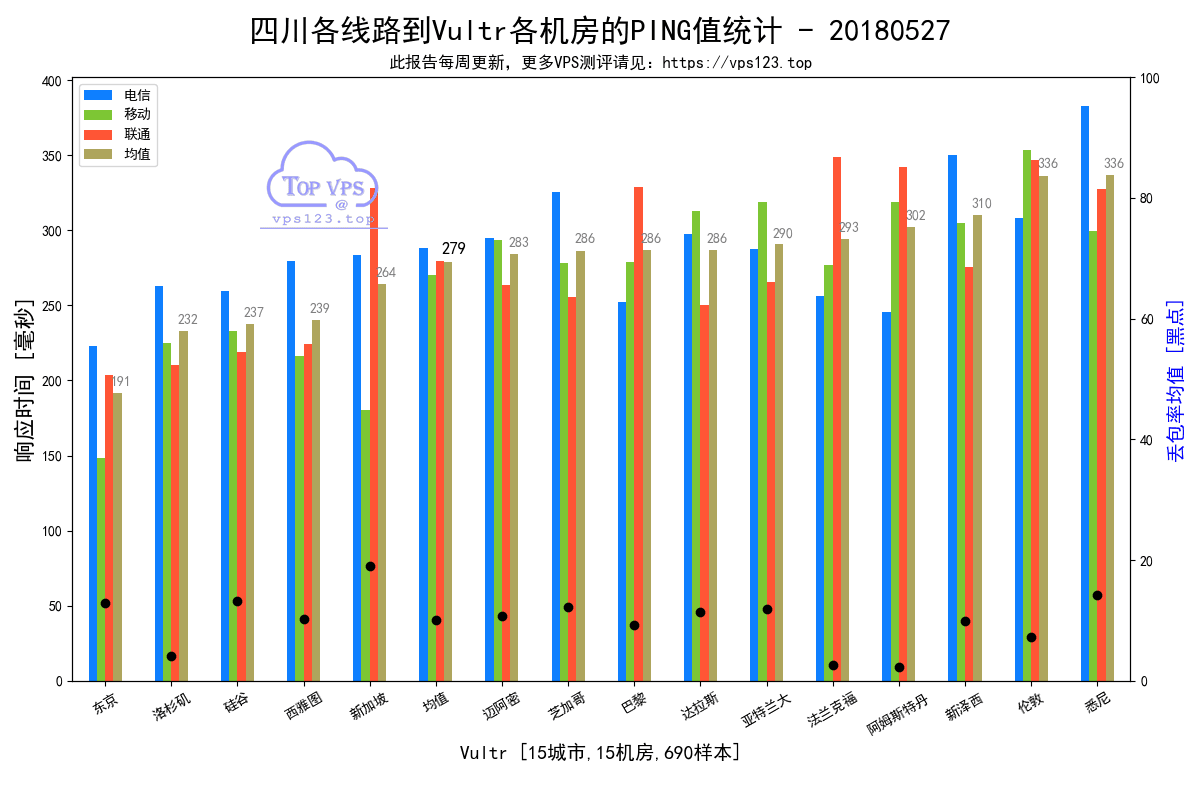 四川各线路到Vultr各机房的PING值统计 - 20180527
此报告每周更新，更多VPS测评请见：https://vps123.top
电信
移动
联通
均值
TOP VPS
@
vps123.top
响应时间 [毫秒]
400
350
300
250
200
150
100
50
0
191
232
237
239
264
279
283
286
286
286
290
293
302
310
336
336
100
80
60
40
20
0
丢包率均值 [黑点]
东京
洛杉矶
硅谷
西雅图
新加坡
均值
迈阿密
芝加哥
巴黎
达拉斯
亚特兰大
法兰克福
阿姆斯特丹
新泽西
伦敦
悉尼
Vultr [15城市,15机房,690样本]